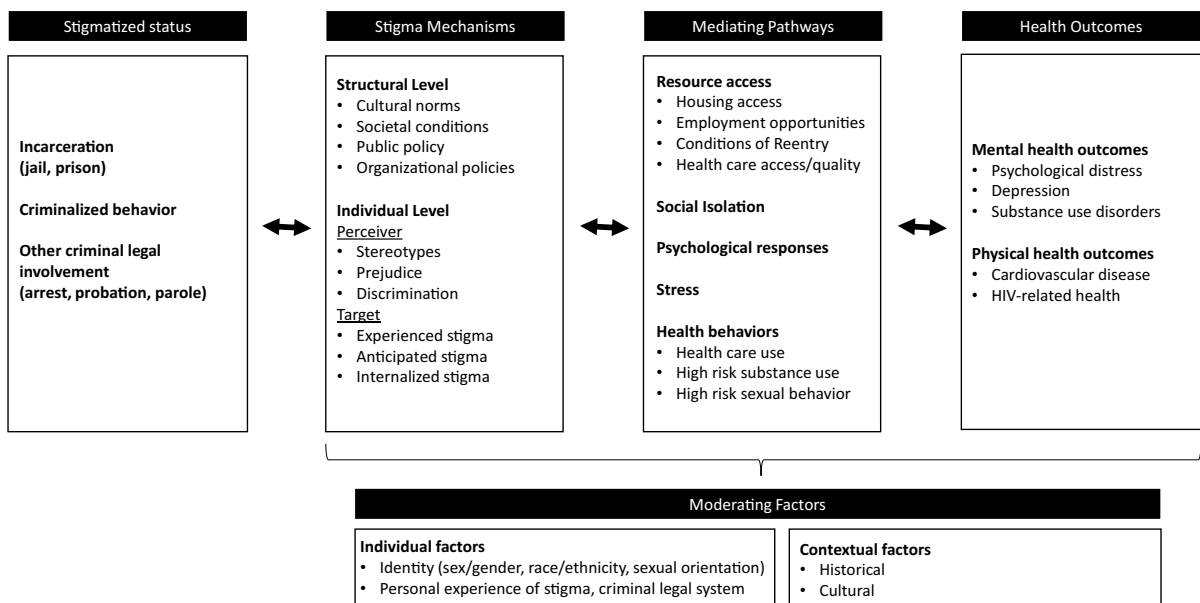 Stigmatized status
Incarceration
(jail, prison)
Criminalized behavior
Other criminal legal
involvement
(arrest, probation, parole)
Stigma Mechanisms
Structural Level
• Cultural norms
• Societal conditions
• Public policy
• Organizational policies
Individual Level
Perceiver
• Stereotypes
• Prejudice
• Discrimination
Target
• Experienced stigma
• Anticipated stigma
• Internalized stigma
Mediating Pathways
Resource access
• Housing access
• Employment opportunities
• Conditions of Reentry
• Health care access/quality
Social Isolation
Psychological responses
Stress
Health behaviors
• Health care use
• High risk substance use
• High risk sexual behavior
Health Outcomes
Mental health outcomes
• Psychological distress
• Depression
• Substance use disorders
Physical health outcomes
• Cardiovascular disease
• HIV-related health
Moderating Factors
Individual factors
• Identity (sex/gender, race/ethnicity, sexual orientation)
• Personal experience of stigma, criminal legal system
Contextual factors
• Historical
• Cultural